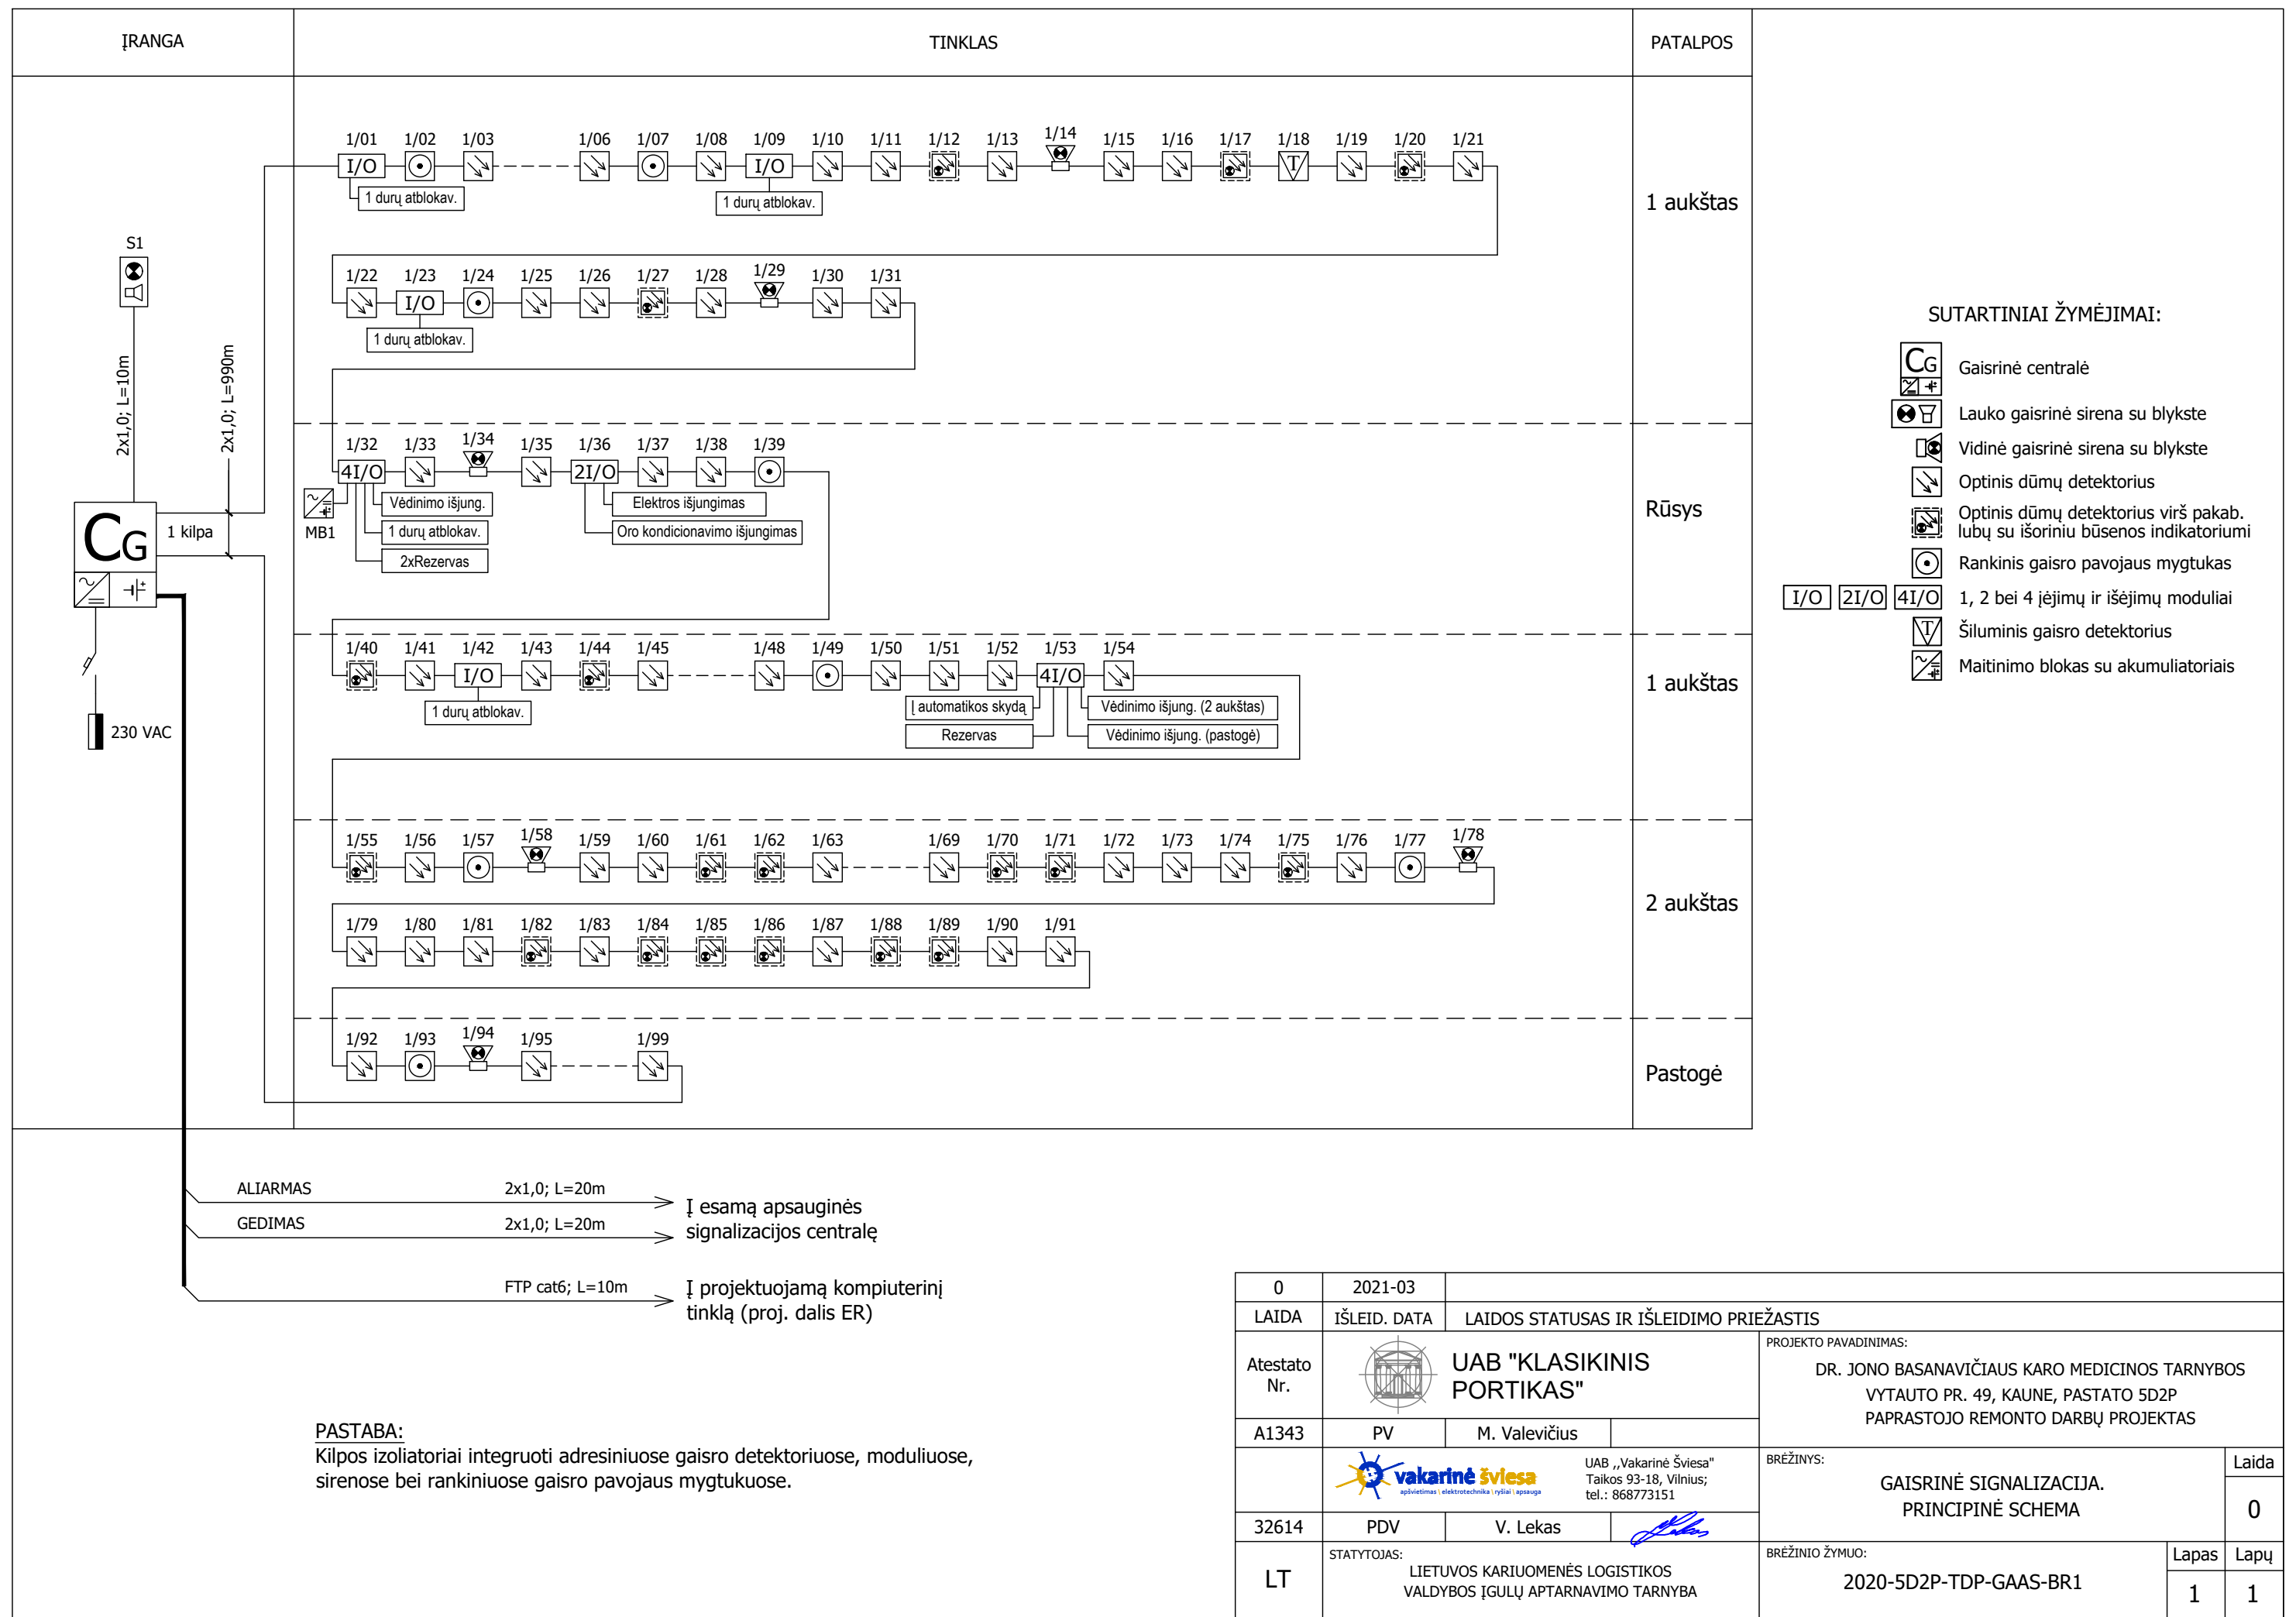 ĮRANGA
TINKLAS
PATALPOS
1/01 1/02 1/03 1/06 1/07 1/08 1/09 1/10 1/11 1/12 1/13 1/14 1/15 1/16 1/17 1/18 1/19 1/20 1/21
I/O I/O T
1 durų atblokav. 1 durų atblokav.
1 aukštas
S1
2x1,0; L=10m
2x1,0; L=990m
1/22 1/23 1/24 1/25 1/26 1/27 1/28 1/29 1/30 1/31
I/O
1 durų atblokav.
1/32 1/33 1/34 1/35 1/36 1/37 1/38 1/39
4I/O 2I/O
MB1
Vėdinimo išjung.
1 durų atblokav.
2xRezervas
Elektros išjungimas
Oro kondicionavimo išjungimas
Rūsys
CG
1 kilpa
230 VAC
1/40 1/41 1/42 1/43 1/44 1/45 1/48 1/49 1/50 1/51 1/52 1/53 1/54
I/O 4I/O
1 durų atblokav.
Į automatikos skydą
Rezervas
Vėdinimo išjung. (2 aukštas)
Vėdinimo išjung. (pastogė)
1 aukštas
1/55 1/56 1/57 1/58 1/59 1/60 1/61 1/62 1/63 1/69 1/70 1/71 1/72 1/73 1/74 1/75 1/76 1/77 1/78
1/79 1/80 1/81 1/82 1/83 1/84 1/85 1/86 1/87 1/88 1/89 1/90 1/91
2 aukštas
1/92 1/93 1/94 1/95 1/99
Pastogė
SUTARTINIAI ŽYMĖJIMAI:
CG Gaisrinė centralė
Lauko gaisrinė sirena su blykste
Vidinė gaisrinė sirena su blykste
Optinis dūmų detektorius
Optinis dūmų detektorius virš pakab.
lubų su išoriniu būsenos indikatoriumi
Rankinis gaisro pavojaus mygtukas
I/O 2I/O 4I/O 1, 2 bei 4 įėjimų ir išėjimų moduliai
T Šiluminis gaisro detektorius
Maitinimo blokas su akumuliatoriais
ALIARMAS 2x1,0; L=20m
GEDIMAS 2x1,0; L=20m
Į esamą apsauginės
signalizacijos centralę
FTP cat6; L=10m
Į projektuojamą kompiuterinį
tinklą (proj. dalis ER)
PASTABA:
Kilpos izoliatoriai integruoti adresiniuose gaisro detektoriuose, moduliuose,
sirenose bei rankiniuose gaisro pavojaus mygtukuose.
0 2021-03
LAIDA IŠLEID. DATA LAIDOS STATUSAS IR IŠLEIDIMO PRIEŽASTIS
Atestato
Nr.
UAB "KLASIKINIS
PORTIKAS"
PROJEKTO PAVADINIMAS:
DR. JONO BASANAVIČIAUS KARO MEDICINOS TARNYBOS
VYTAUTO PR. 49, KAUNE, PASTATO 5D2P
PAPRASTOJO REMONTO DARBŲ PROJEKTAS
A1343 PV M. Valevičius
vakarinė šviesa
apšvietimas | elektrotechnika | ryšiai | apsauga
UAB ,,Vakarinė Šviesa"
Taikos 93-18, Vilnius;
tel.: 868773151
BRĖŽINYS:
GAISRINĖ SIGNALIZACIJA.
PRINCIPINĖ SCHEMA
Laida
0
32614 PDV V. Lekas
LT
STATYTOJAS:
LIETUVOS KARIUOMENĖS LOGISTIKOS
VALDYBOS ĮGULŲ APTARNAVIMO TARNYBA
BRĖŽINIO ŽYMUO:
2020-5D2P-TDP-GAAS-BR1
Lapas Lapų
1 1